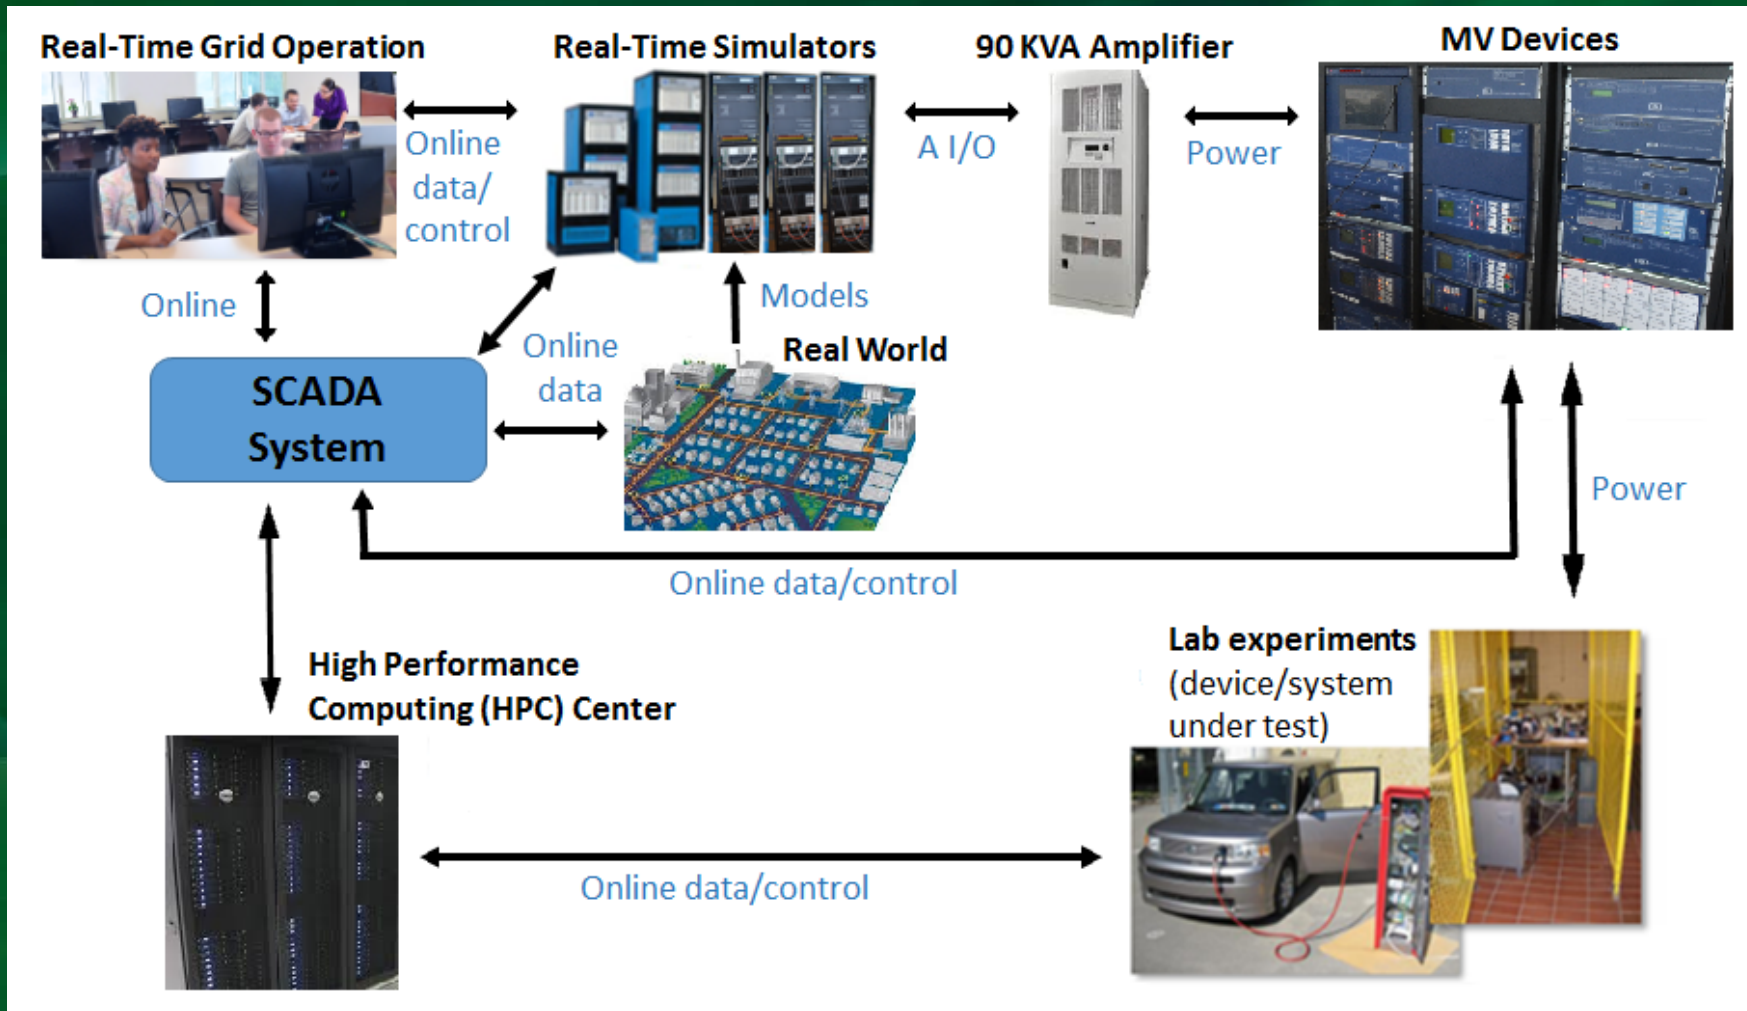 Real-Time Grid Operation
Real-Time Simulators
90 KVA Amplifier
MV Devices
Online
data/
control
A I/O
Power
Online
Models
Online
data
Real World
SCADA
System
Power
Online data/control
High Performance
Computing (HPC) Center
Lab experiments
(device/system
under test)
Online data/control